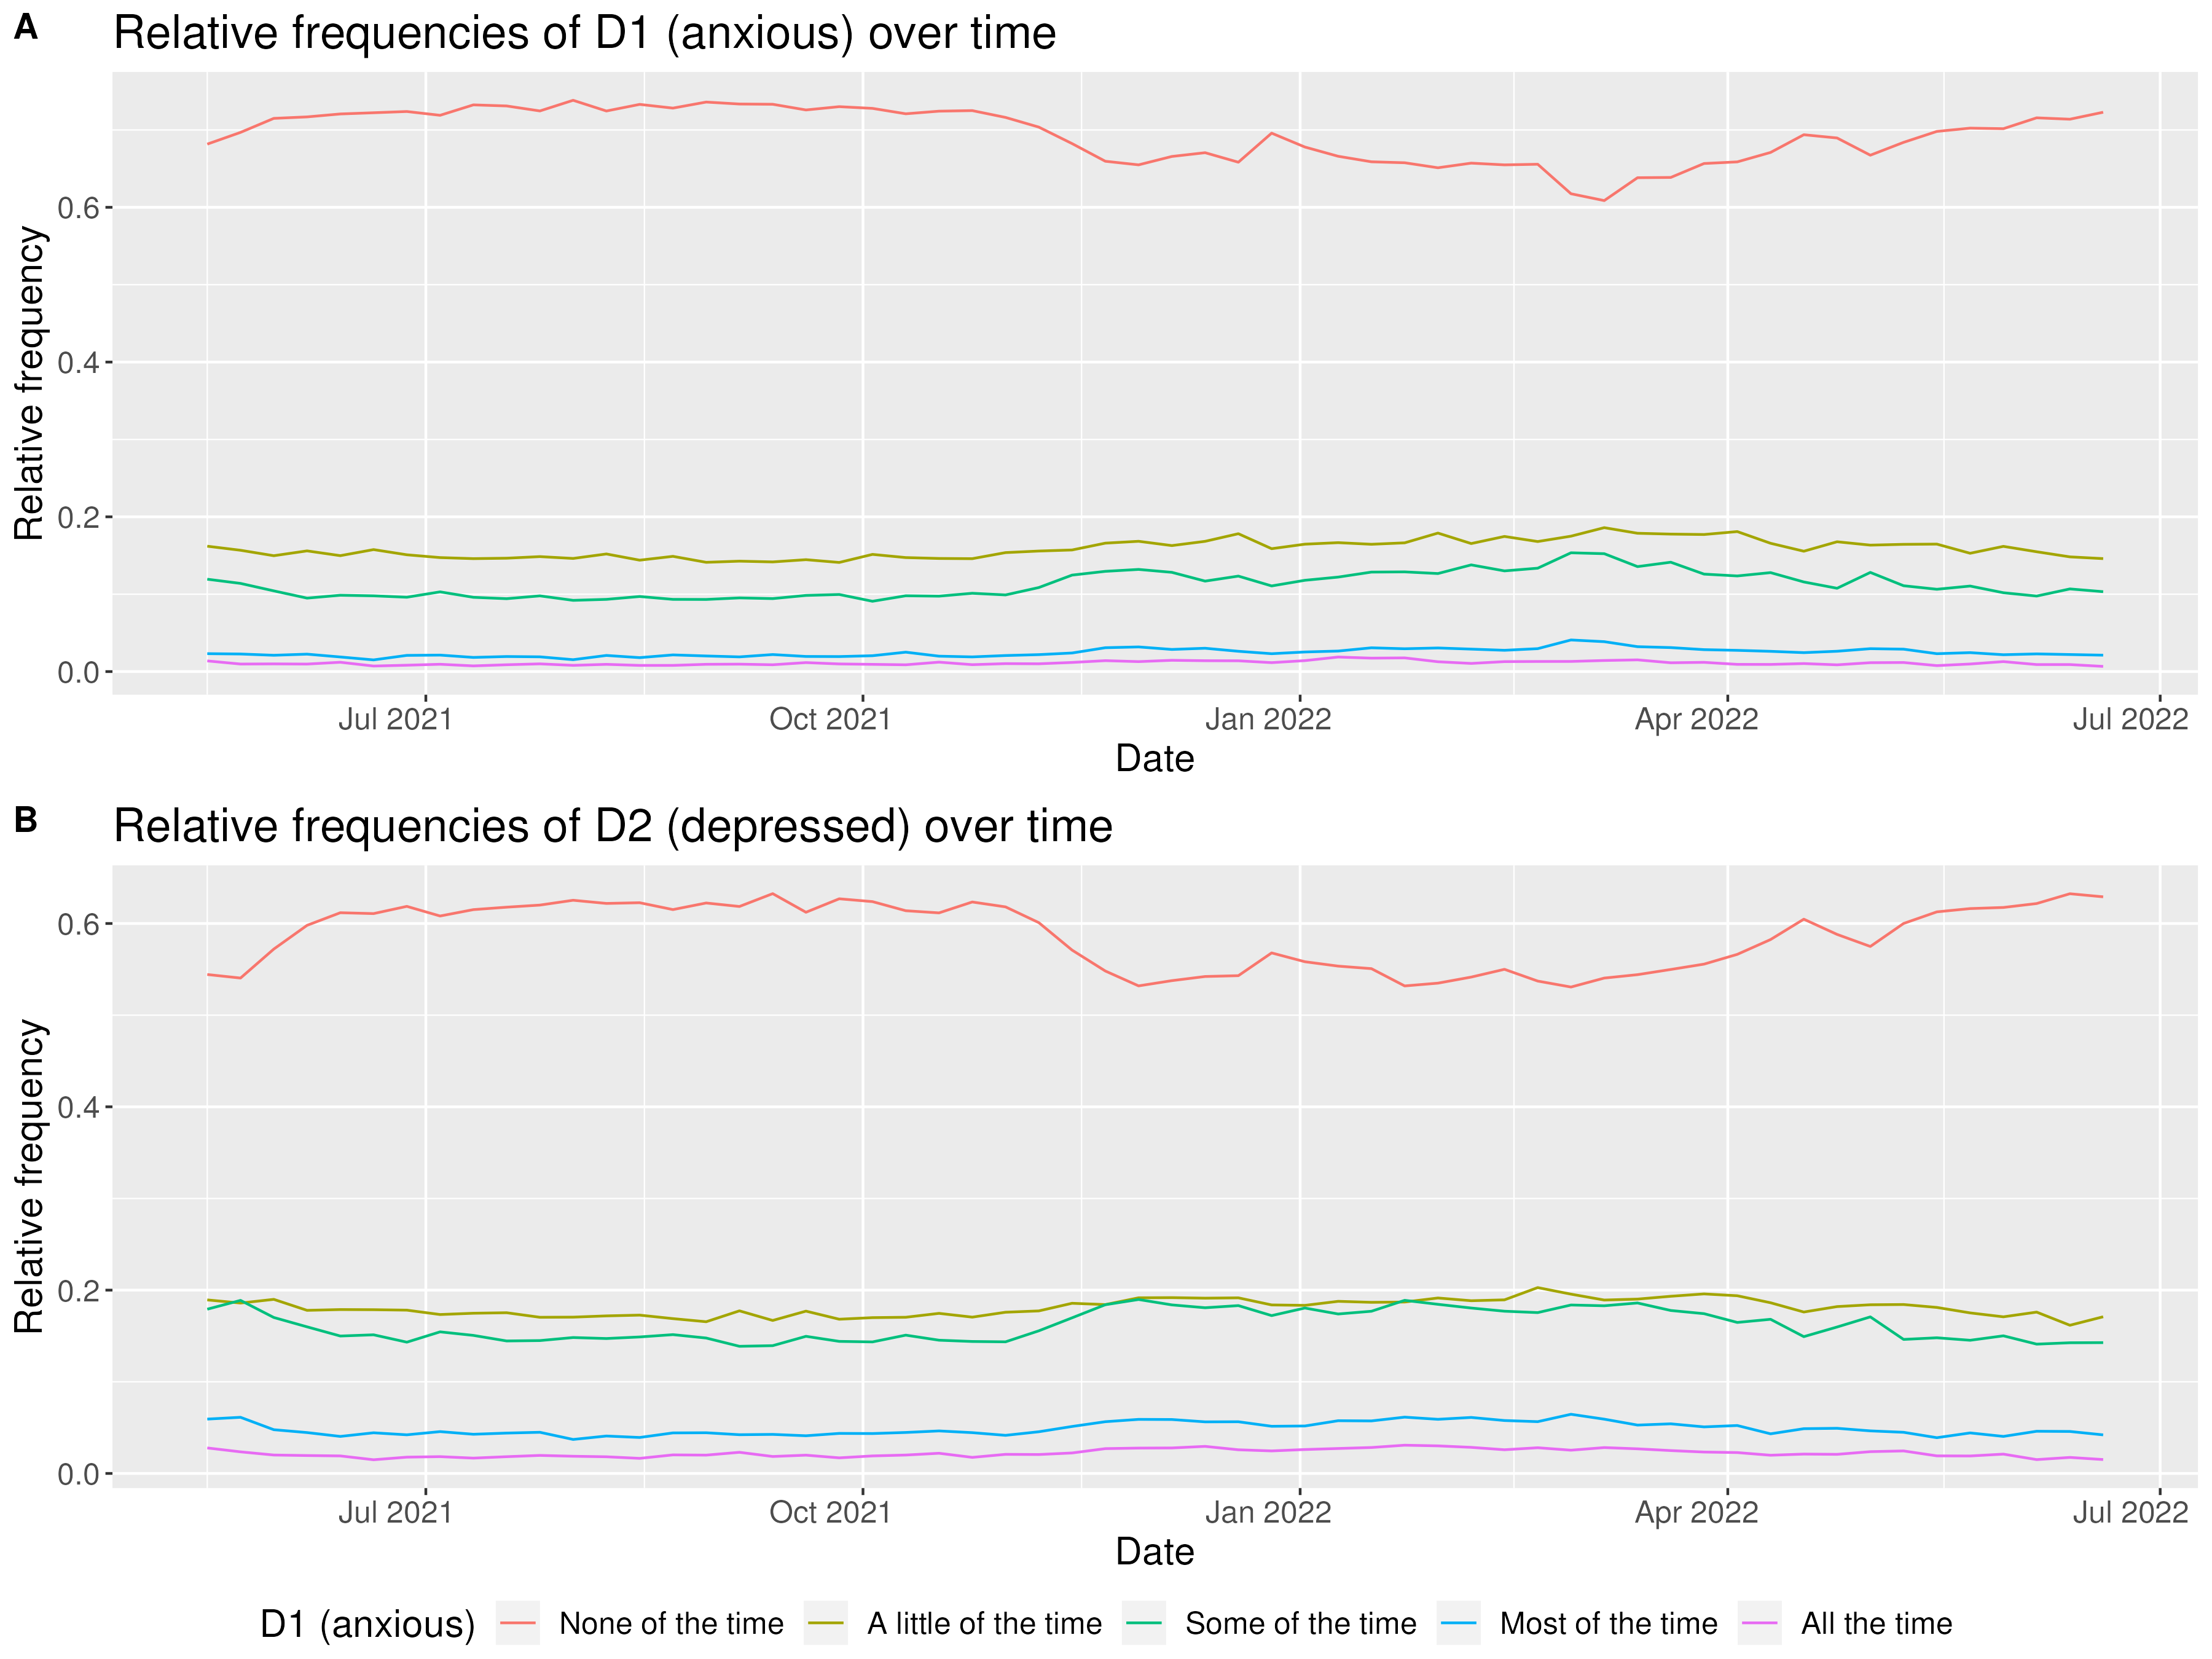 A
Relative frequencies of D1 (anxious) over time
Relative frequency
0.6
0.4
0.2
0.0
Jul 2021 Oct 2021 Jan 2022 Apr 2022 Jul 2022
Date
B
Relative frequencies of D2 (depressed) over time
Relative frequency
0.6
0.4
0.2
0.0
Jul 2021 Oct 2021 Jan 2022 Apr 2022 Jul 2022
Date
D1 (anxious) None of the time A little of the time Some of the time Most of the time All the time